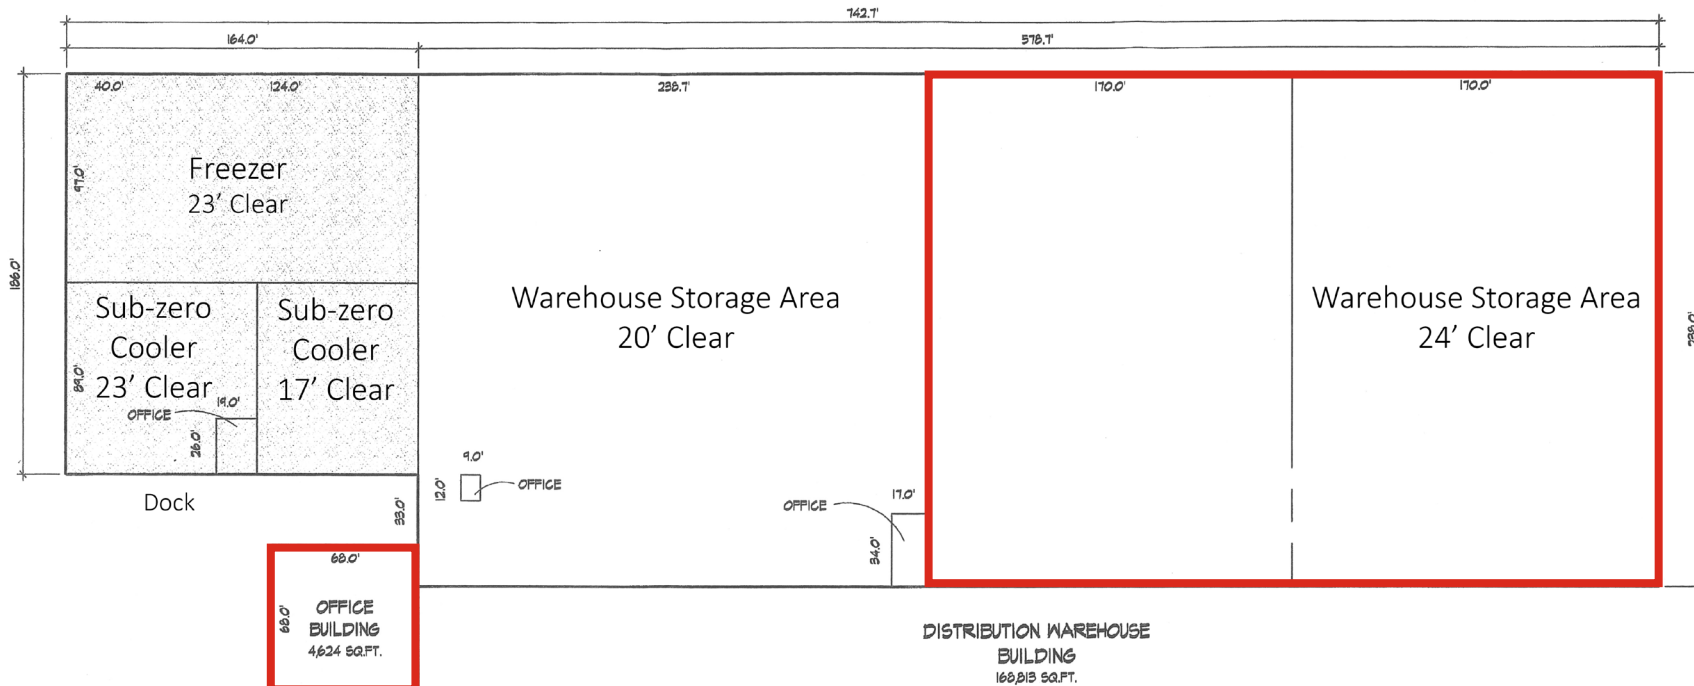 742.7'
164.0'
578.7'
40.0'
124.0'
238.7'
170.0'
170.0'
97.0'
Freezer
23' Clear
186.0'
Sub-zero
Cooler
23' Clear
Sub-zero
Cooler
17' Clear
89.0'
19.0'
OFFICE
26.0'
Warehouse Storage Area
20' Clear
Warehouse Storage Area
24' Clear
238.0'
9.0'
12.0'
OFFICE
17.0'
OFFICE
34.0'
Dock
33.0'
68.0'
68.0'
OFFICE
BUILDING
4,624 SQ.FT.
DISTRIBUTION WAREHOUSE
BUILDING
168,813 SQ.FT.